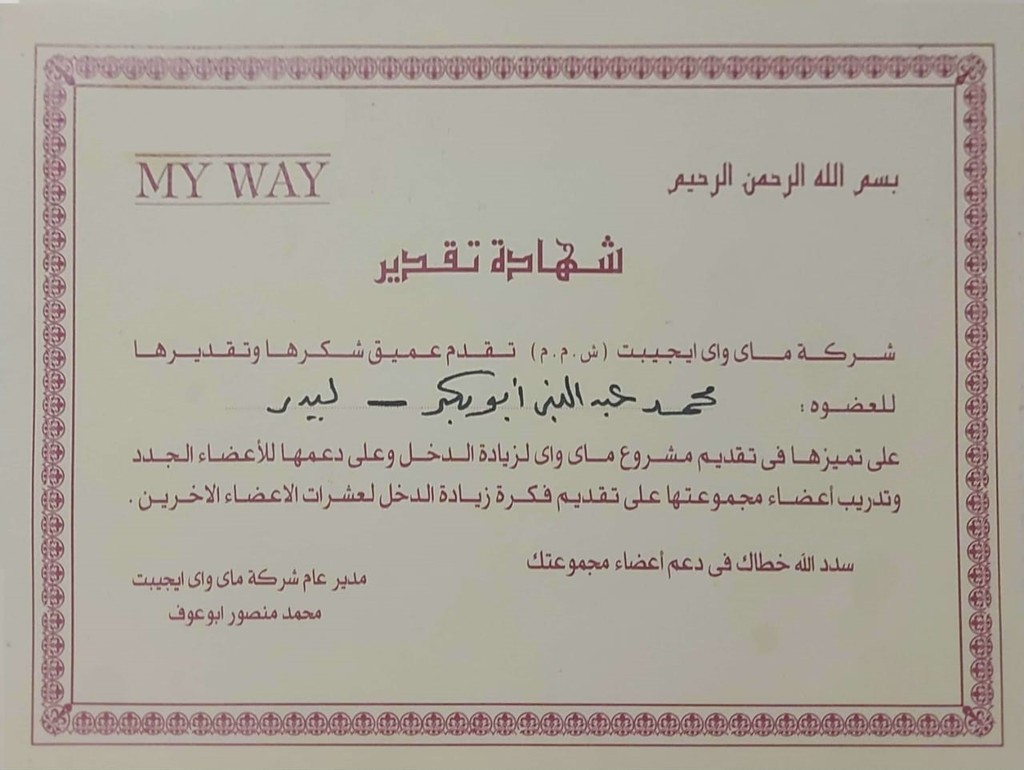 بسم الله الرحمن الرحيم
MY WAY
شهادة تقدير
شركة ماى واى ايجيبت (ش.م.م) تقدم عميق شكرها وتقديرها
للعضوه: محمد عبد النبى أبو بكر – ليدر
على تميزها فى تقديم مشروع ماى واى لزيادة الدخل وعلى دعمها للأعضاء الجدد
وتدريب أعضاء مجموعتها على تقديم فكرة زيادة الدخل لعشرات الاعضاء الاخرين.
سدد الله خطاك فى دعم أعضاء مجموعتك
مدير عام شركة ماى واى ايجيبت
محمد منصور ابوعوف